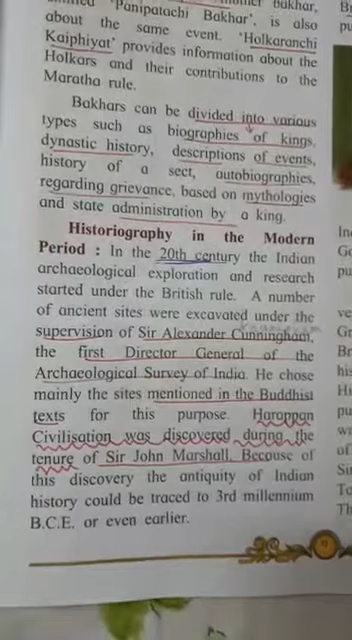 'Panipatachi Bakhar', is also
about the same event. 'Holkaranchi
Kaiphiyat' provides information about the
Holkars and their contributions to the
Maratha rule.
Bakhars can be divided into various
types such as biographies of kings,
dynastic history, descriptions of events,
history of a sect, autobiographies,
regarding grievance, based on mythologies
and state administration by a king.
Historiography in the Modern
Period : In the 20th century the Indian
archaeological exploration and research
started under the British rule. A number
of ancient sites were excavated under the
supervision of Sir Alexander Cunningham,
the first Director General of the
Archaeological Survey of India. He chose
mainly the sites mentioned in the Buddhist
texts for this purpose. Harappan
Civilisation was discovered during the
tenure of Sir John Marshall. Because of
this discovery the antiquity of Indian
history could be traced to 3rd millennium
B.C.E. or even earlier.